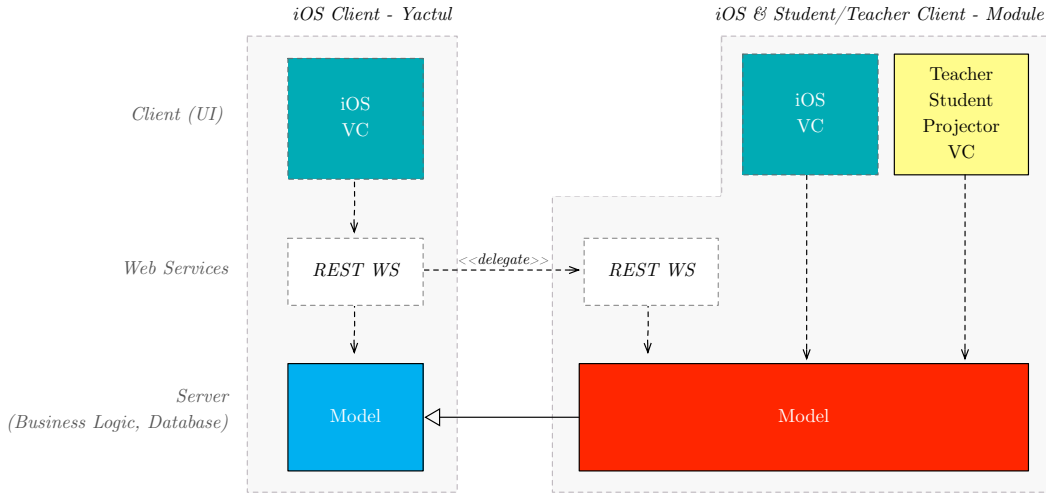 iOS Client - Yactul
iOS & Student/Teacher Client - Module
Client (UI)
iOS
VC
iOS
VC
Teacher
Student
Projector
VC
Web Services
REST WS
<<delegate>>
REST WS
Server
(Business Logic, Database)
Model
Model